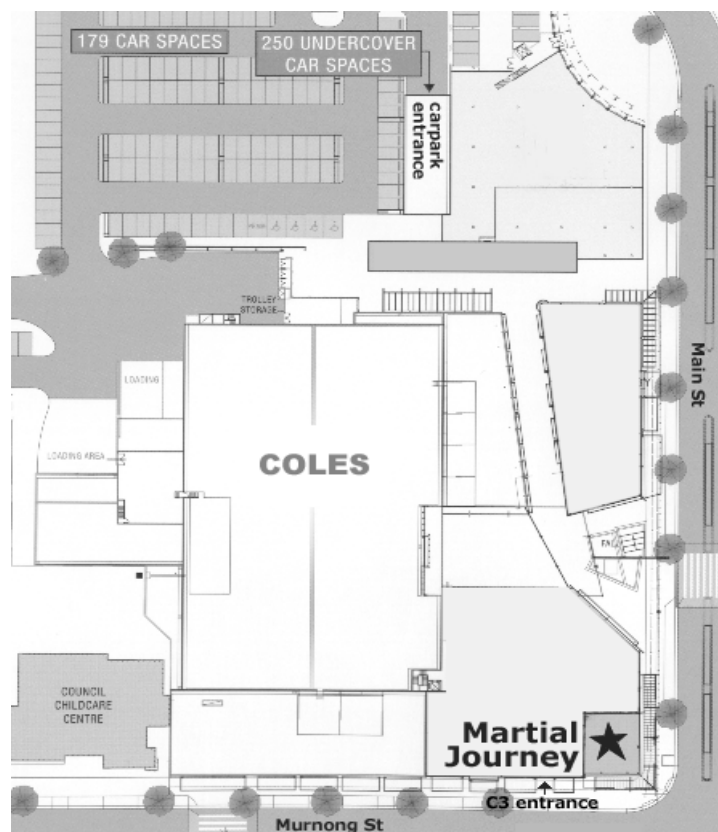 179 CAR SPACES
250 UNDERCOVER
CAR SPACES
carpark
entrance
TROLLEY
STORAGE
Main St
LOADING
COLES
LOADING AREA
COUNCIL
CHILDCARE
CENTRE
Martial
Journey
C3 entrance
Murnong St